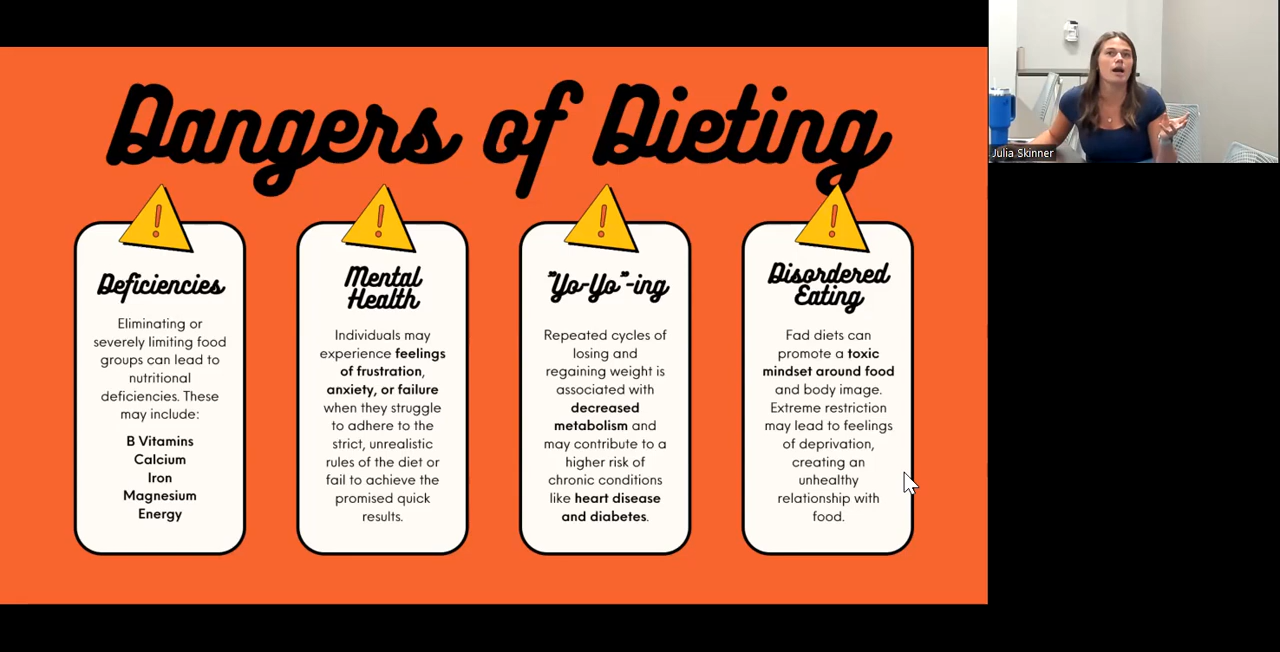 Dangers of Dieting
Deficiencies
Eliminating or
severely limiting food
groups can lead to
nutritional
deficiencies. These
may include:
B Vitamins
Calcium
Iron
Magnesium
Energy
Mental
Health
Individuals may
experience feelings
of frustration,
anxiety, or failure
when they struggle
to adhere to the
strict, unrealistic
rules of the diet or
fail to achieve the
promised quick
results.
"Yo-Yo"-ing
Repeated cycles of
losing and
regaining weight is
associated with
decreased
metabolism and
may contribute to a
higher risk of
chronic conditions
like heart disease
and diabetes.
Disordered
Eating
Fad diets can
promote a toxic
mindset around food
and body image.
Extreme restriction
may lead to feelings
of deprivation,
creating an
unhealthy
relationship with
food.
Julia Skinner